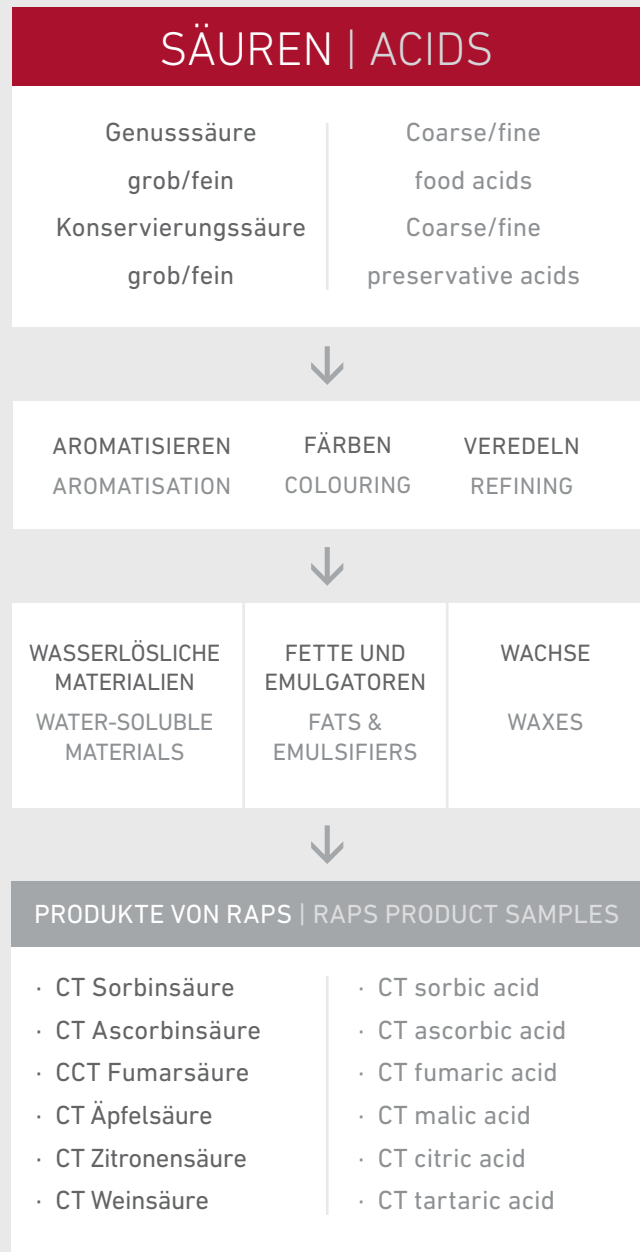 SÄUREN | ACIDS
Genusssäure
grob/fein
Konservierungssäure
grob/fein
Coarse/fine
food acids
Coarse/fine
preservative acids
AROMATISIEREN
AROMATISATION
FÄRBEN
COLOURING
VEREDELN
REFINING
WASSERLÖSLICHE
MATERIALIEN
WATER-SOLUBLE
MATERIALS
FETTE UND
EMULGATOREN
FATS &
EMULSIFIERS
WACHSE
WAXES
PRODUKTE VON RAPS | RAPS PRODUCT SAMPLES
· CT Sorbinsäure
· CT Ascorbinsäure
· CCT Fumarsäure
· CT Äpfelsäure
· CT Zitronensäure
· CT Weinsäure
· CT sorbic acid
· CT ascorbic acid
· CT fumaric acid
· CT malic acid
· CT citric acid
· CT tartaric acid